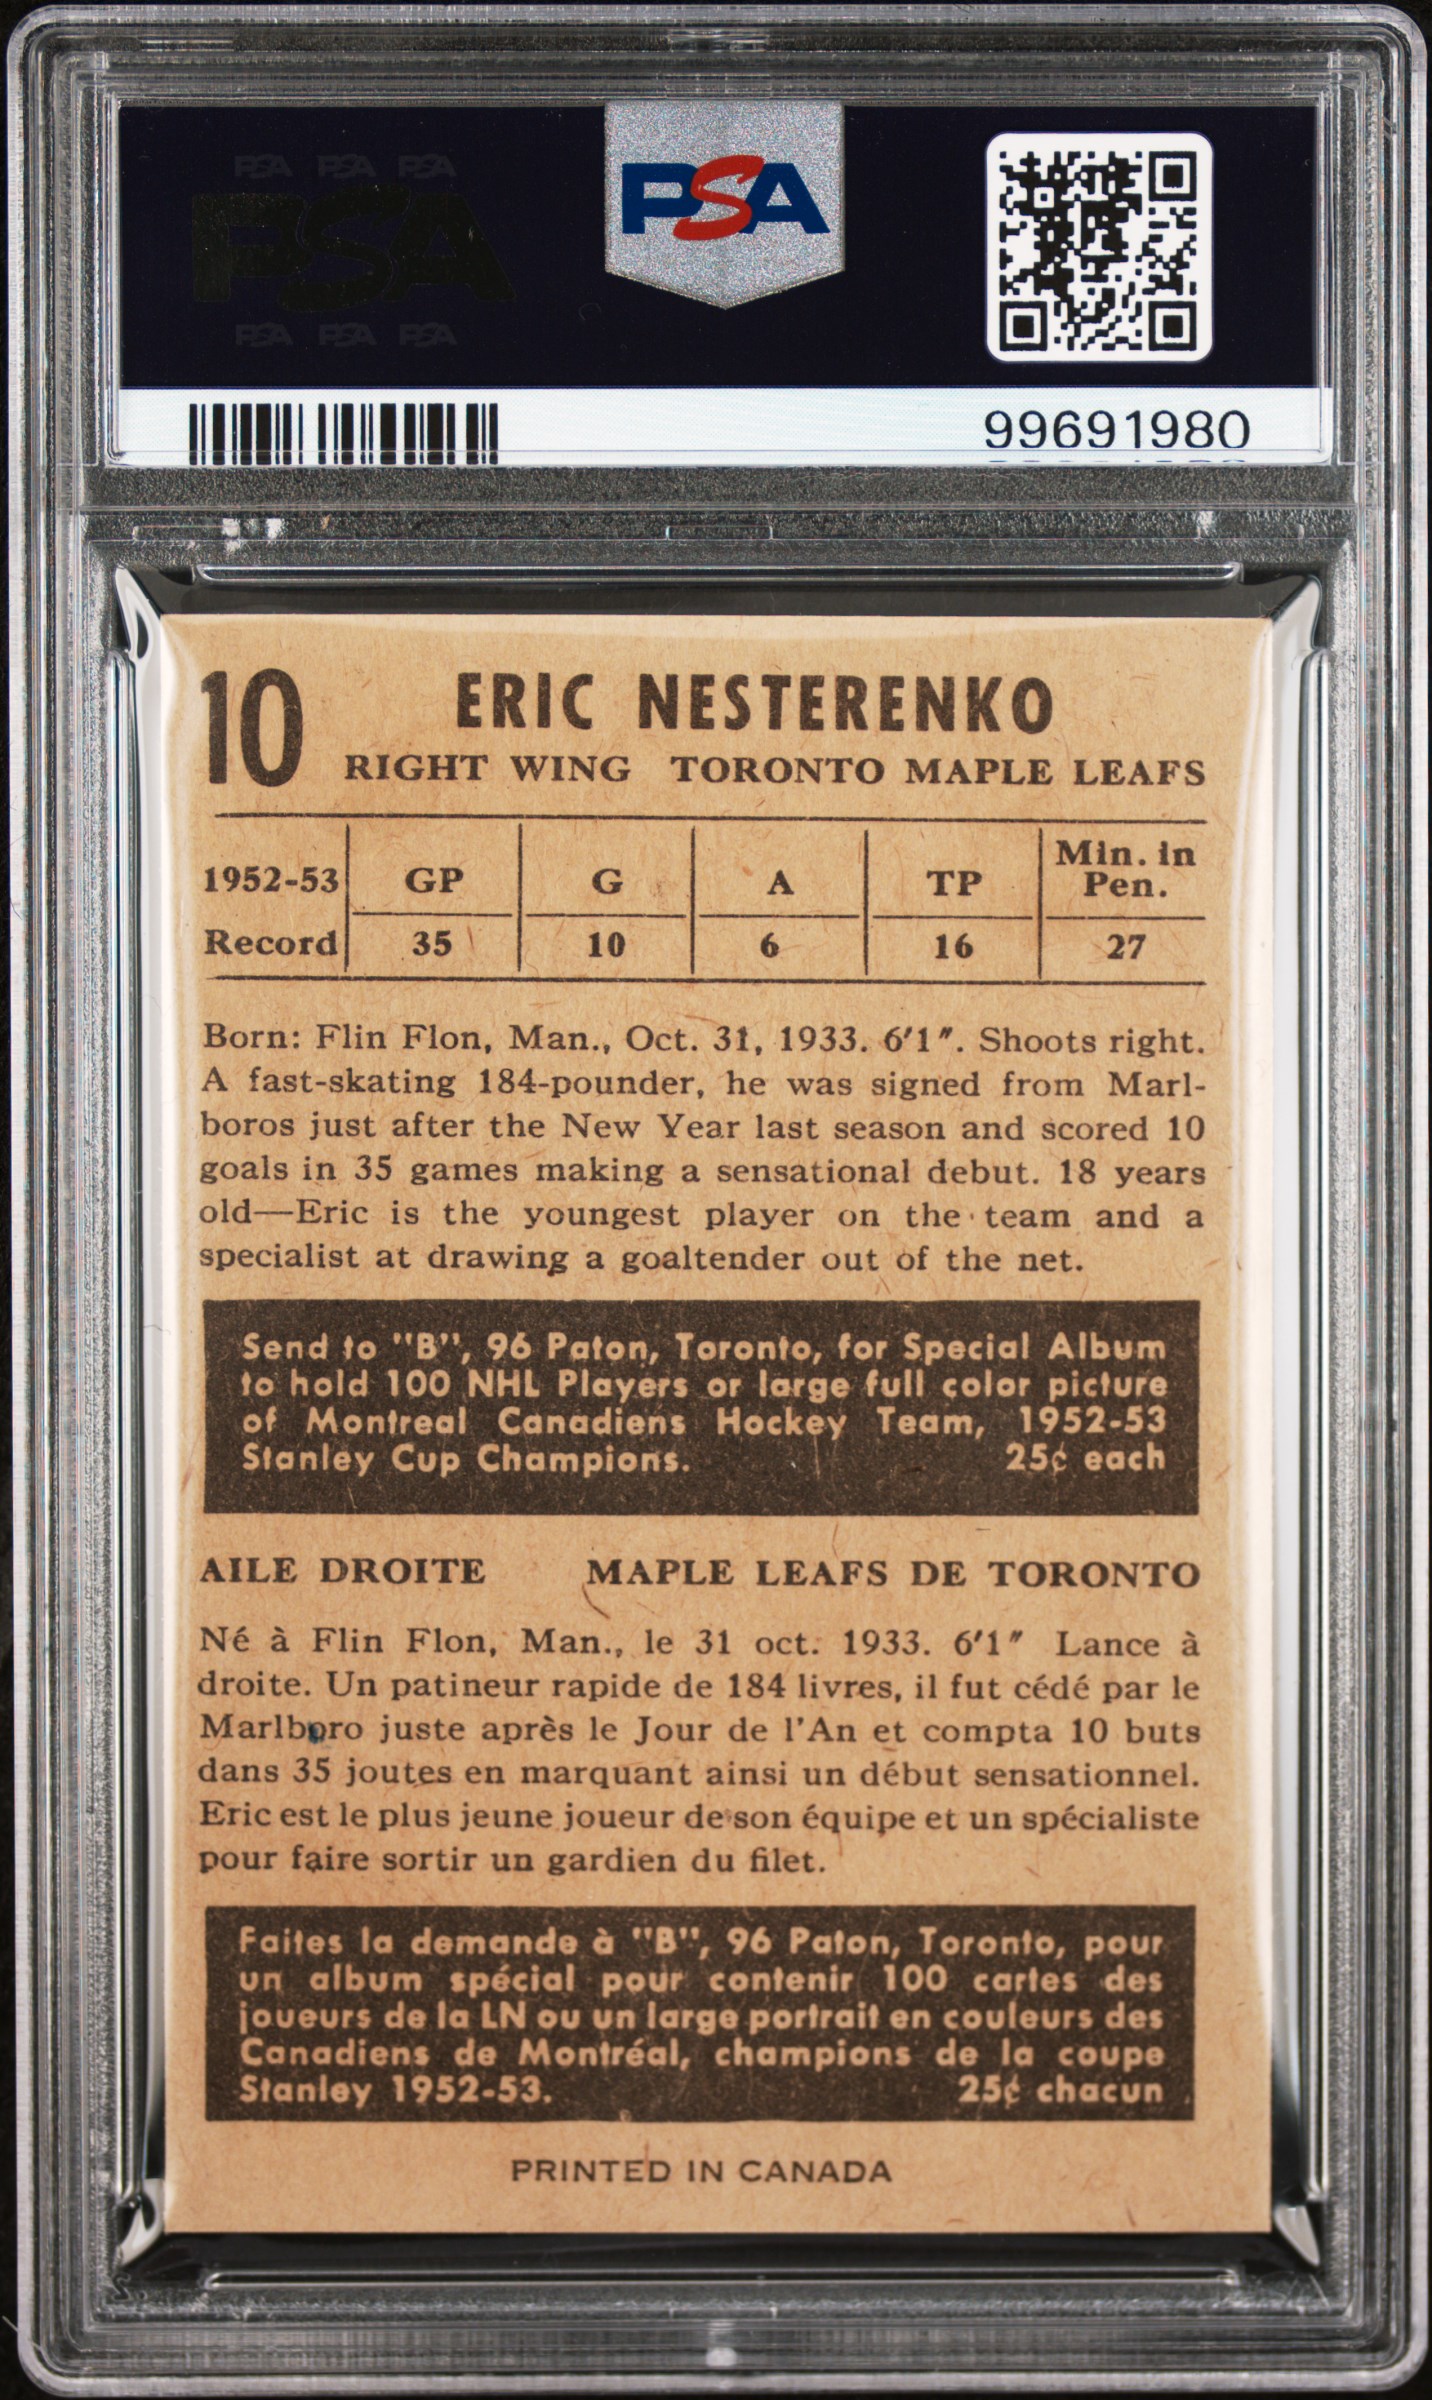 PSA PSA PSA
PSA
PSA PSA PSA
PSA
99691980
10 ERIC NESTERENKO
RIGHT WING TORONTO MAPLE LEAFS
1952-53 GP G A TP Min. in Pen.
Record 35 10 6 16 27
Born: Flin Flon, Man., Oct. 31, 1933. 6'1". Shoots right.
A fast-skating 184-pounder, he was signed from Marl-
boros just after the New Year last season and scored 10
goals in 35 games making a sensational debut. 18 years
old—Eric is the youngest player on the team and a
specialist at drawing a goaltender out of the net.
Send to "B", 96 Paton, Toronto, for Special Album
to hold 100 NHL Players or large full color picture
of Montreal Canadiens Hockey Team, 1952-53
Stanley Cup Champions. 25¢ each
AILE DROITE MAPLE LEAFS DE TORONTO
Né à Flin Flon, Man., le 31 oct. 1933. 6'1" Lance à
droite. Un patineur rapide de 184 livres, il fut cédé par le
Marlboro juste après le Jour de l'An et compta 10 buts
dans 35 joutes en marquant ainsi un début sensationnel.
Eric est le plus jeune joueur de son équipe et un spécialiste
pour faire sortir un gardien du filet.
Faites la demande à "B", 96 Paton, Toronto, pour
un album spécial pour contenir 100 cartes des
joueurs de la LN ou un large portrait en couleurs des
Canadiens de Montréal, champions de la coupe
Stanley 1952-53. 25¢ chacun
PRINTED IN CANADA